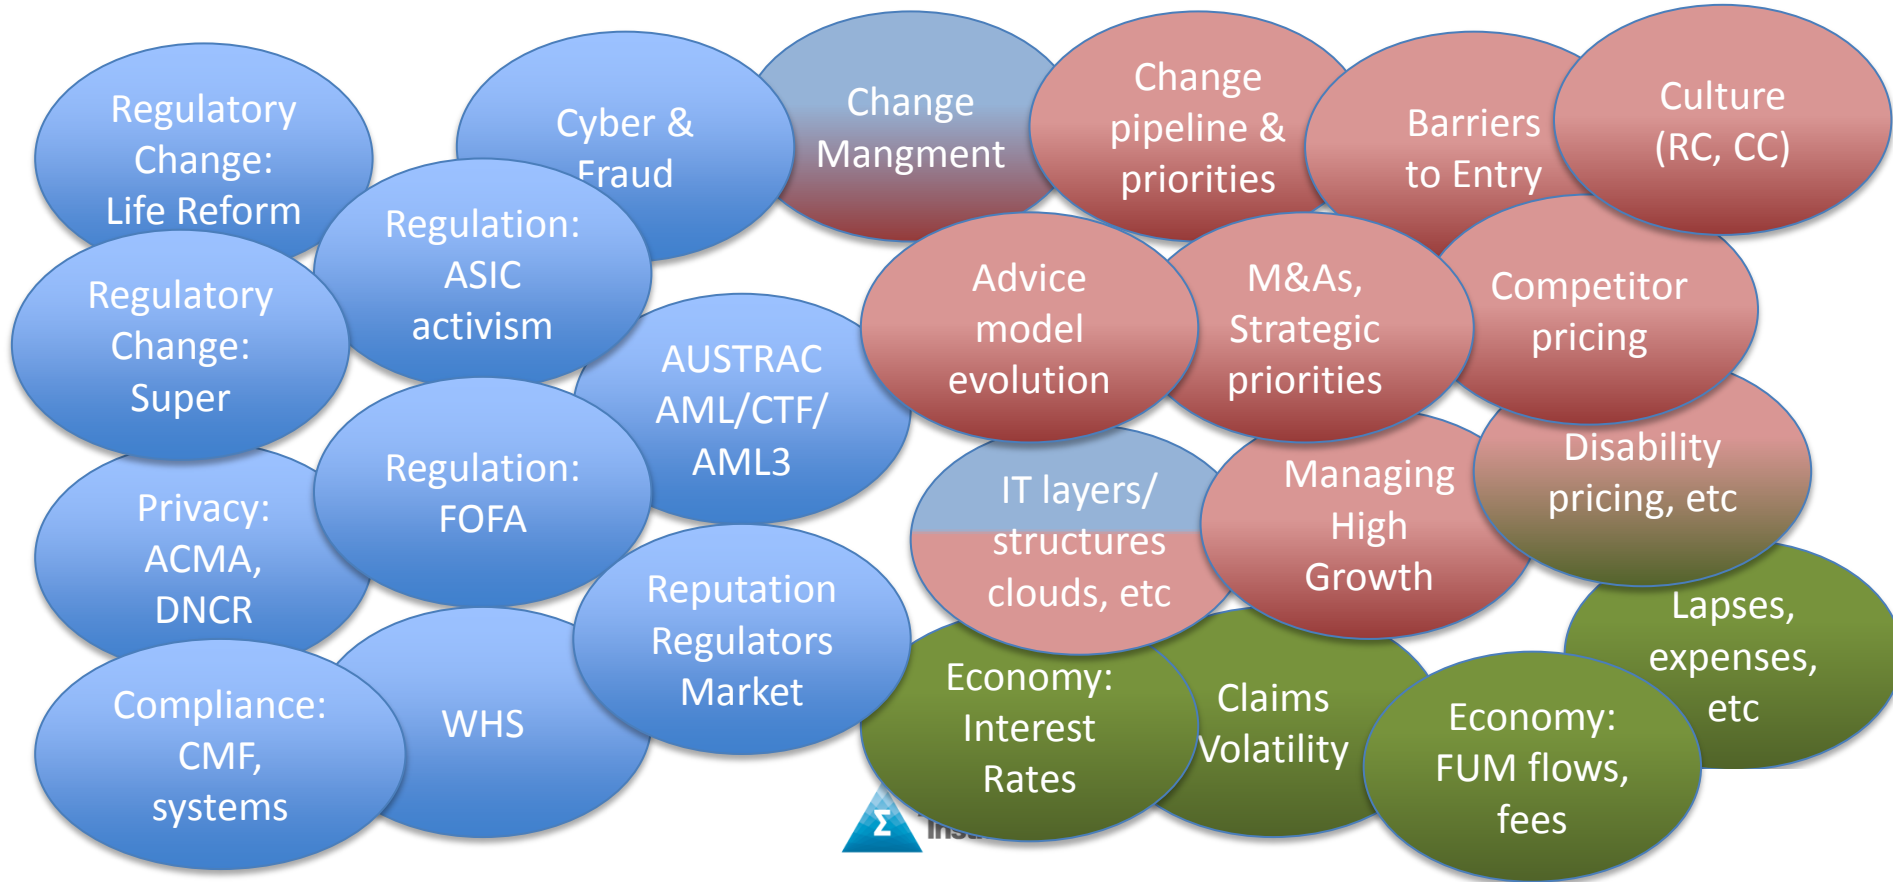 Regulatory
Change:
Life Reform
Cyber &
Fraud
Change
Mangment
Change
pipeline &
priorities
Barriers
to Entry
Culture
(RC, CC)
Regulatory
Change:
Super
Regulation:
ASIC
activism
AUSTRAC
AML/CTF/
AML3
Advice
model
evolution
M&As,
Strategic
priorities
Competitor
pricing
Privacy:
ACMA,
DNCR
Regulation:
FOFA
Reputation
Regulators
Market
IT layers/
structures
clouds, etc
Managing
High
Growth
Disability
pricing, etc
Compliance:
CMF,
systems
WHS
Economy:
Interest
Rates
Claims
Volatility
Economy:
FUM flows,
fees
Lapses,
expenses,
etc
Σ